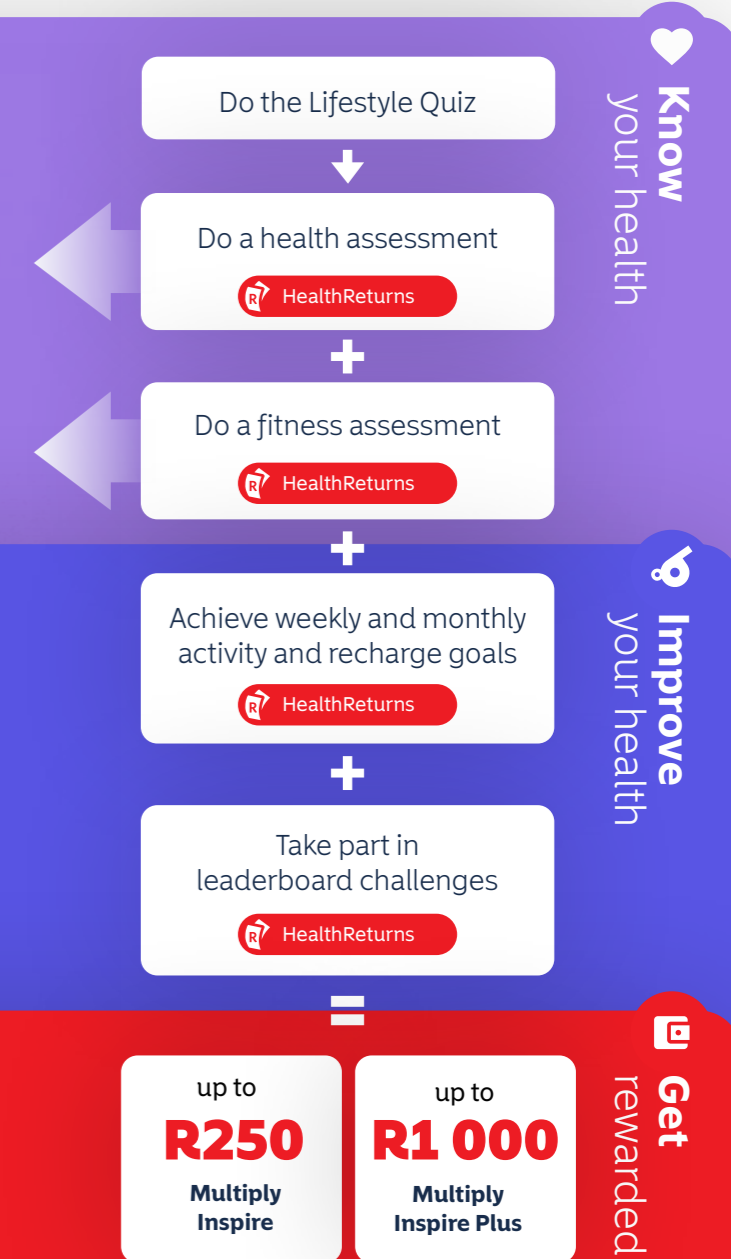 Know
your health
Do the Lifestyle Quiz
Do a health assessment
R HealthReturns
+
Do a fitness assessment
R HealthReturns
+
Improve
your health
Achieve weekly and monthly
activity and recharge goals
R HealthReturns
+
Take part in
leaderboard challenges
R HealthReturns
=
Get
rewarded
up to
R250
Multiply
Inspire
up to
R1 000
Multiply
Inspire Plus